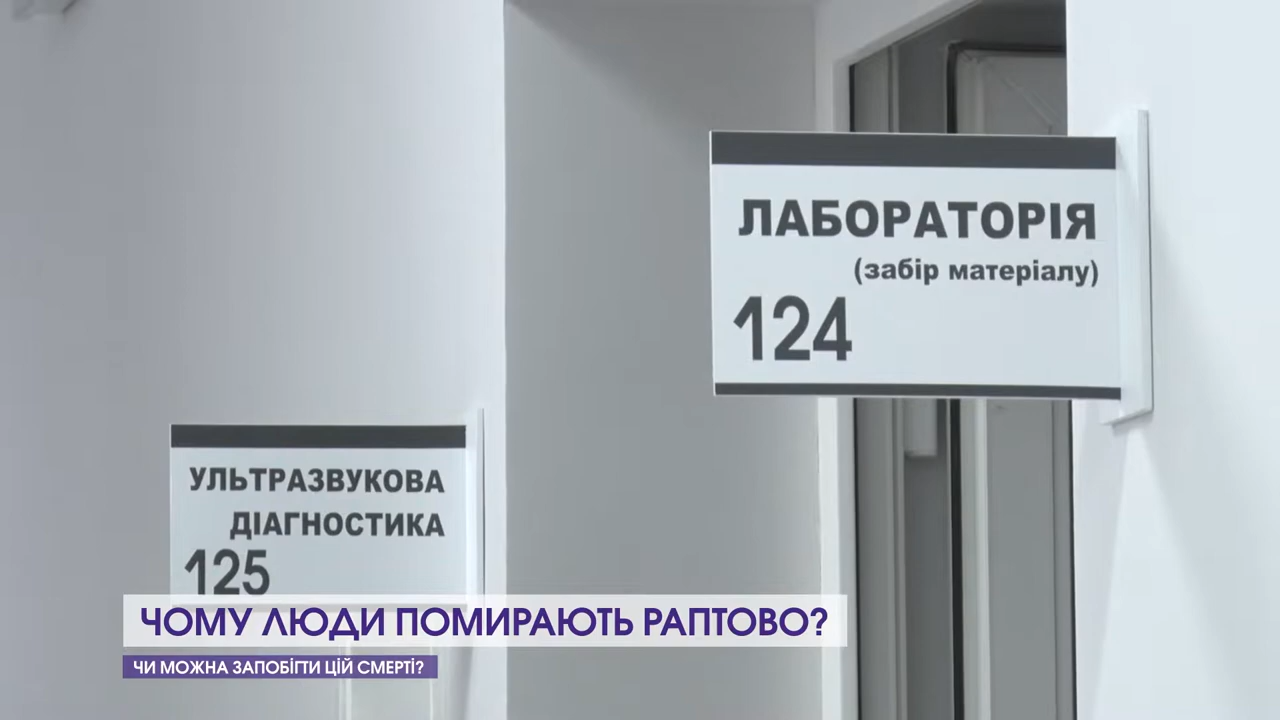 ЛАБОРАТОРІЯ
(забір матеріалу)
124
УЛЬТРАЗВУКОВА
ДІАГНОСТИКА
125
ЧОМУ ЛЮДИ ПОМИРАЮТЬ РАПТОВО?
ЧИ МОЖНА ЗАПОБІГТИ ЦІЙ СМЕРТІ?